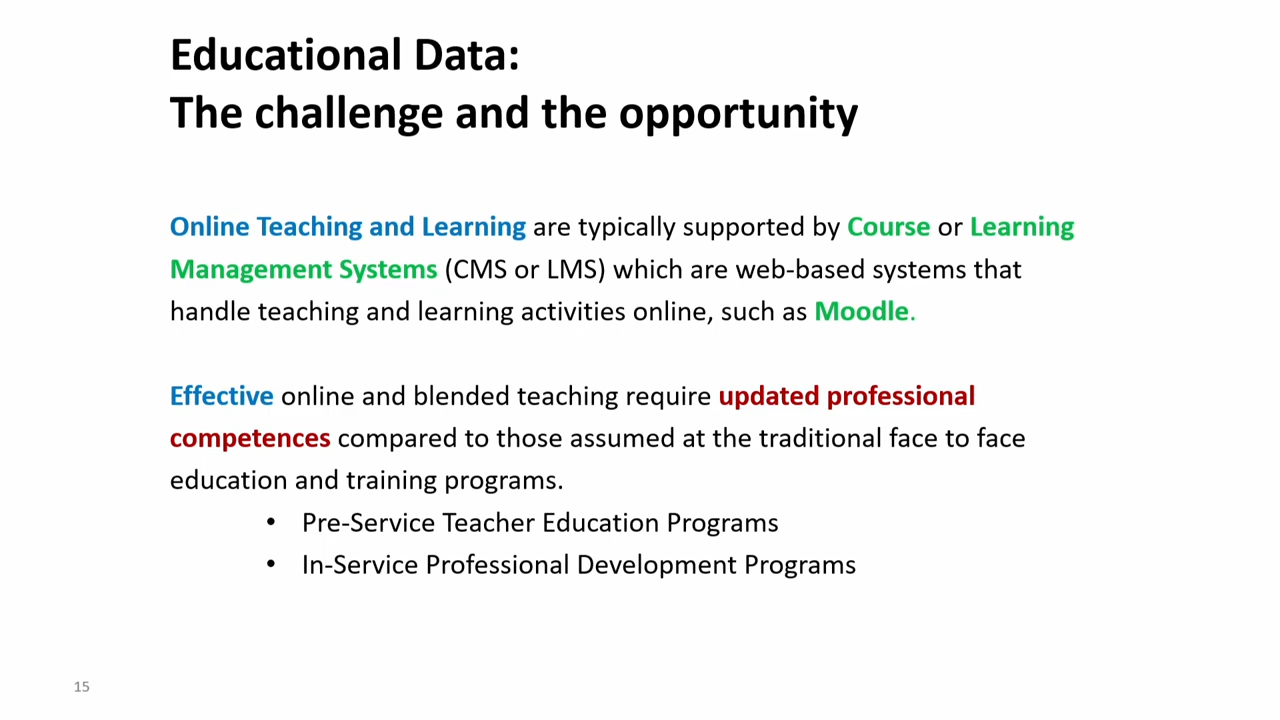 Educational Data:
The challenge and the opportunity
Online Teaching and Learning are typically supported by Course or Learning
Management Systems (CMS or LMS) which are web-based systems that
handle teaching and learning activities online, such as Moodle.
Effective online and blended teaching require updated professional
competences compared to those assumed at the traditional face to face
education and training programs.
• Pre-Service Teacher Education Programs
• In-Service Professional Development Programs
15